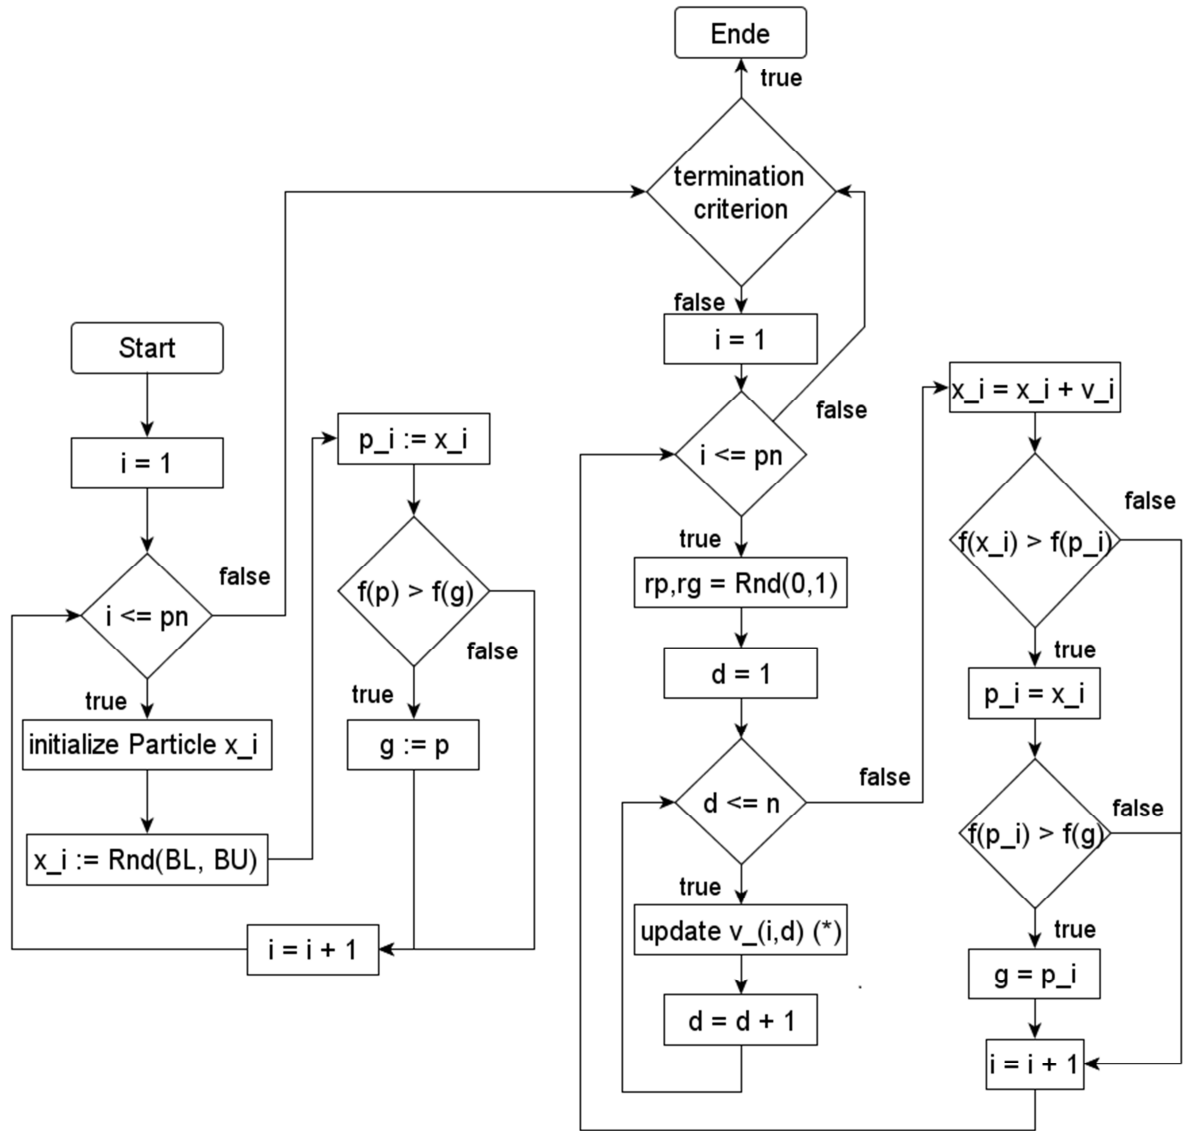 Ende
true
termination
criterion
false
i = 1
i <= pn
false
true
rp,rg = Rnd(0,1)
d = 1
d <= n
false
true
update v_(i,d) (*)
d = d + 1
Start
i = 1
i <= pn
false
true
initialize Particle x_i
x_i := Rnd(BL, BU)
p_i := x_i
f(p) > f(g)
false
true
g := p
i = i + 1
x_i = x_i + v_i
f(x_i) > f(p_i)
false
true
p_i = x_i
f(p_i) > f(g)
false
true
g = p_i
i = i + 1